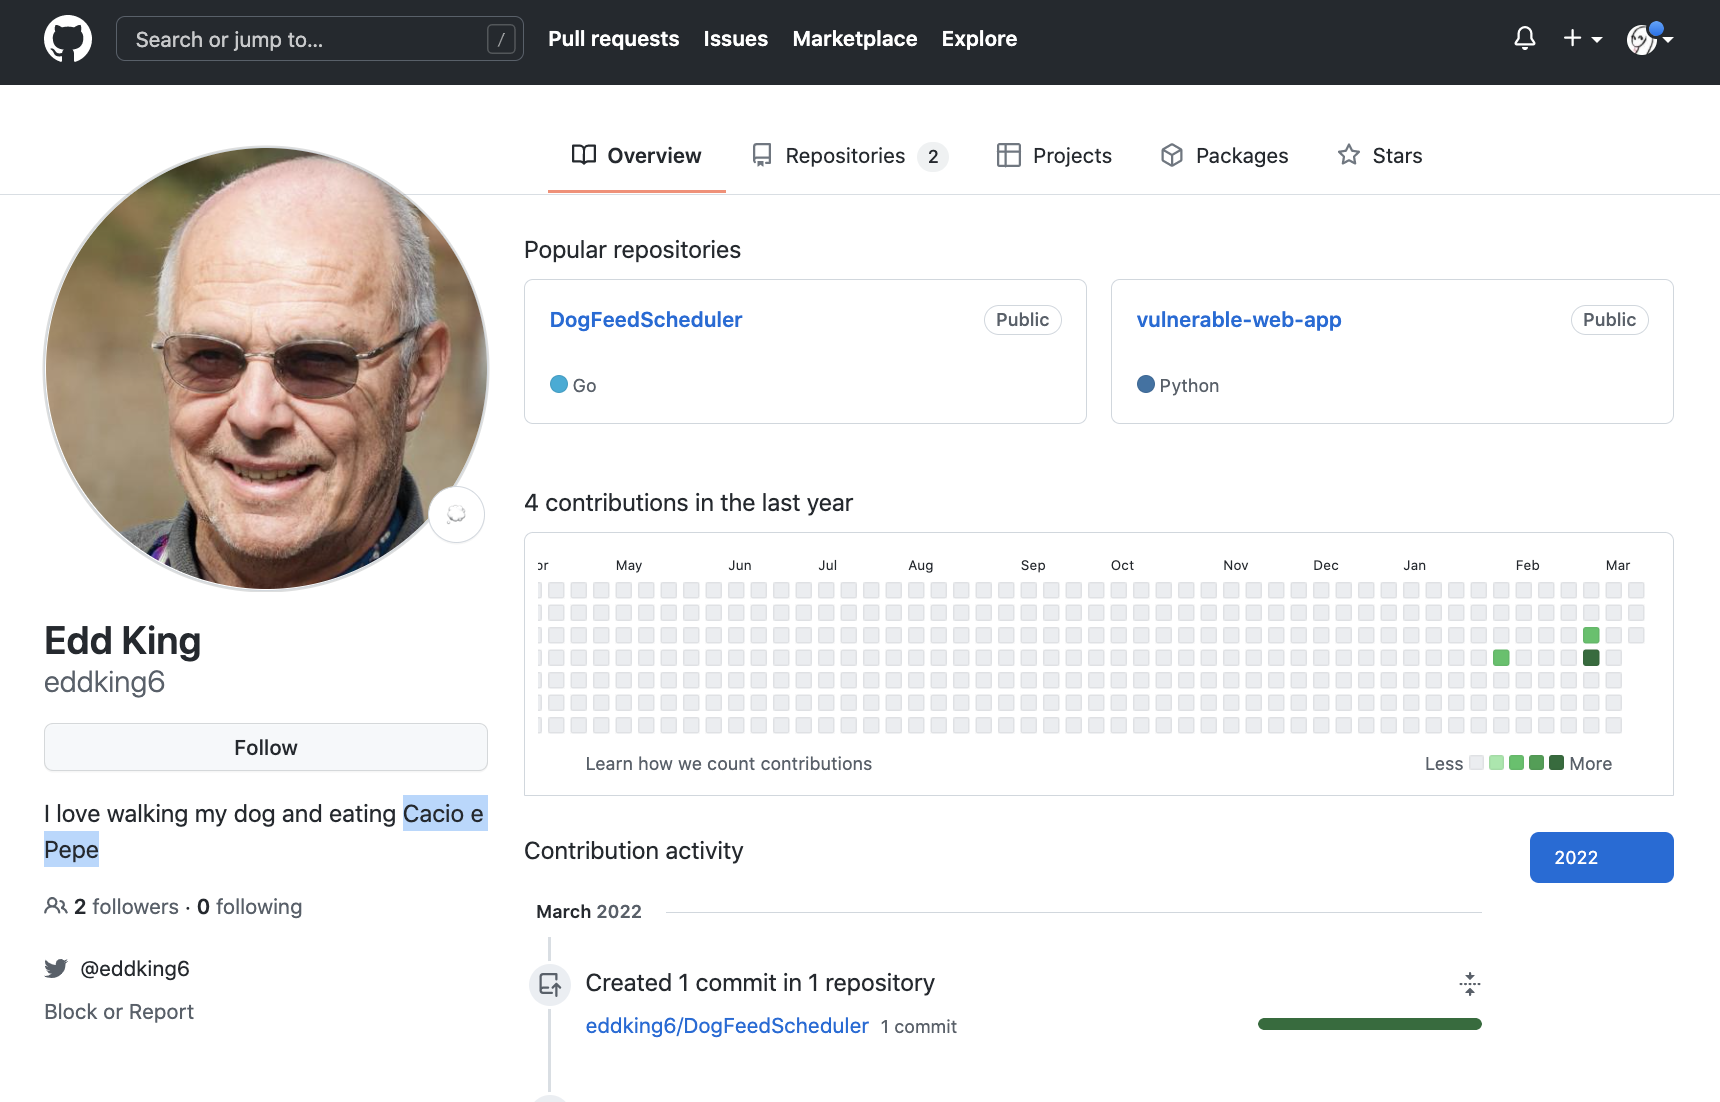 Search or jump to...
/
Pull requests
Issues
Marketplace
Explore
Overview
Repositories 2
Projects
Packages
Stars
Edd King
eddking6
Follow
I love walking my dog and eating Cacio e
Pepe
2 followers · 0 following
@eddking6
Block or Report
Popular repositories
DogFeedScheduler
Public
Go
vulnerable-web-app
Public
Python
4 contributions in the last year
May
Jun
Jul
Aug
Sep
Oct
Nov
Dec
Jan
Feb
Mar
Learn how we count contributions
Less
More
Contribution activity
2022
March 2022
Created 1 commit in 1 repository
eddking6/DogFeedScheduler 1 commit